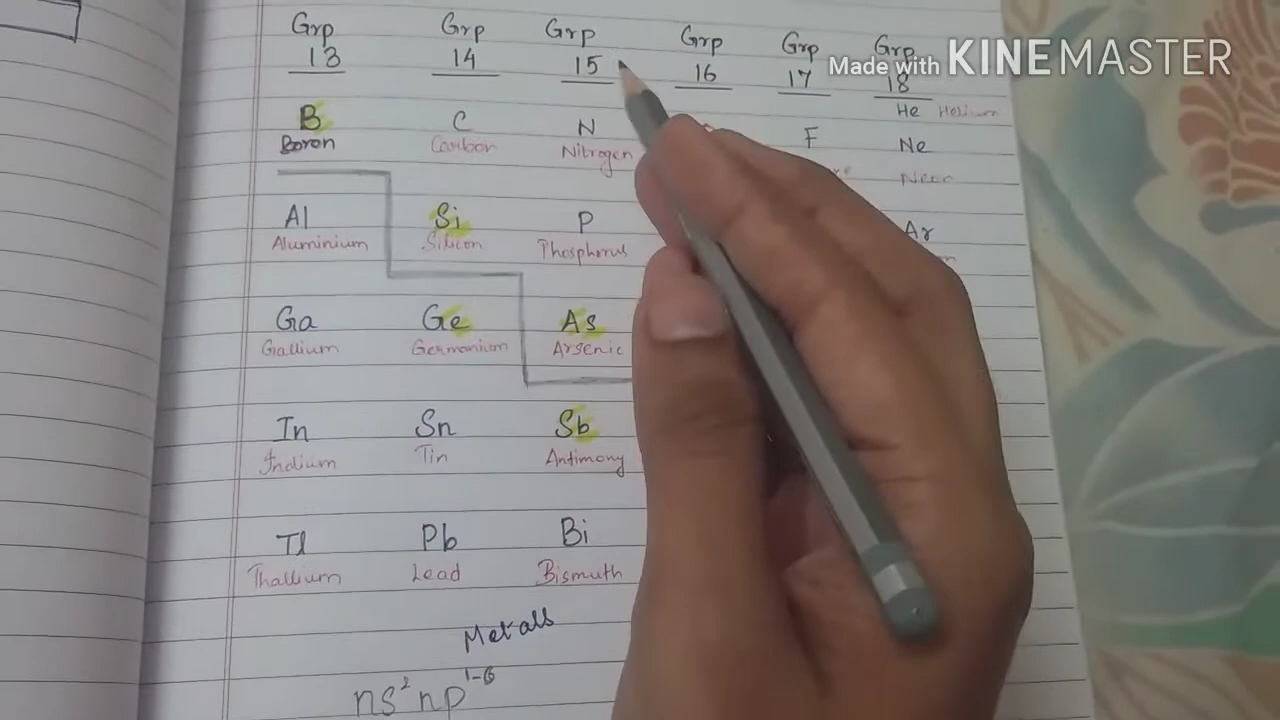 Grp Grp Grp Grp Grp Grp
13 14 15 16 17 18
Made with KINEMASTER
He Helium
B C N F Ne
Boron Carbon Nitrogen Neon
Al Si P Ar
Aluminium Silicon Phosphorus
Ga Ge As
Gallium Germanium Arsenic
In Sn Sb
Indium Tin Antimony
Tl Pb Bi
Thallium Lead Bismuth
Metals
ns² np¹⁻⁶